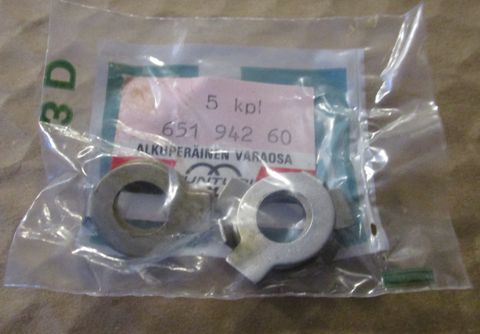 3 D
5 kpl
651 942 60
ALKUPERÄINEN VARAOSA